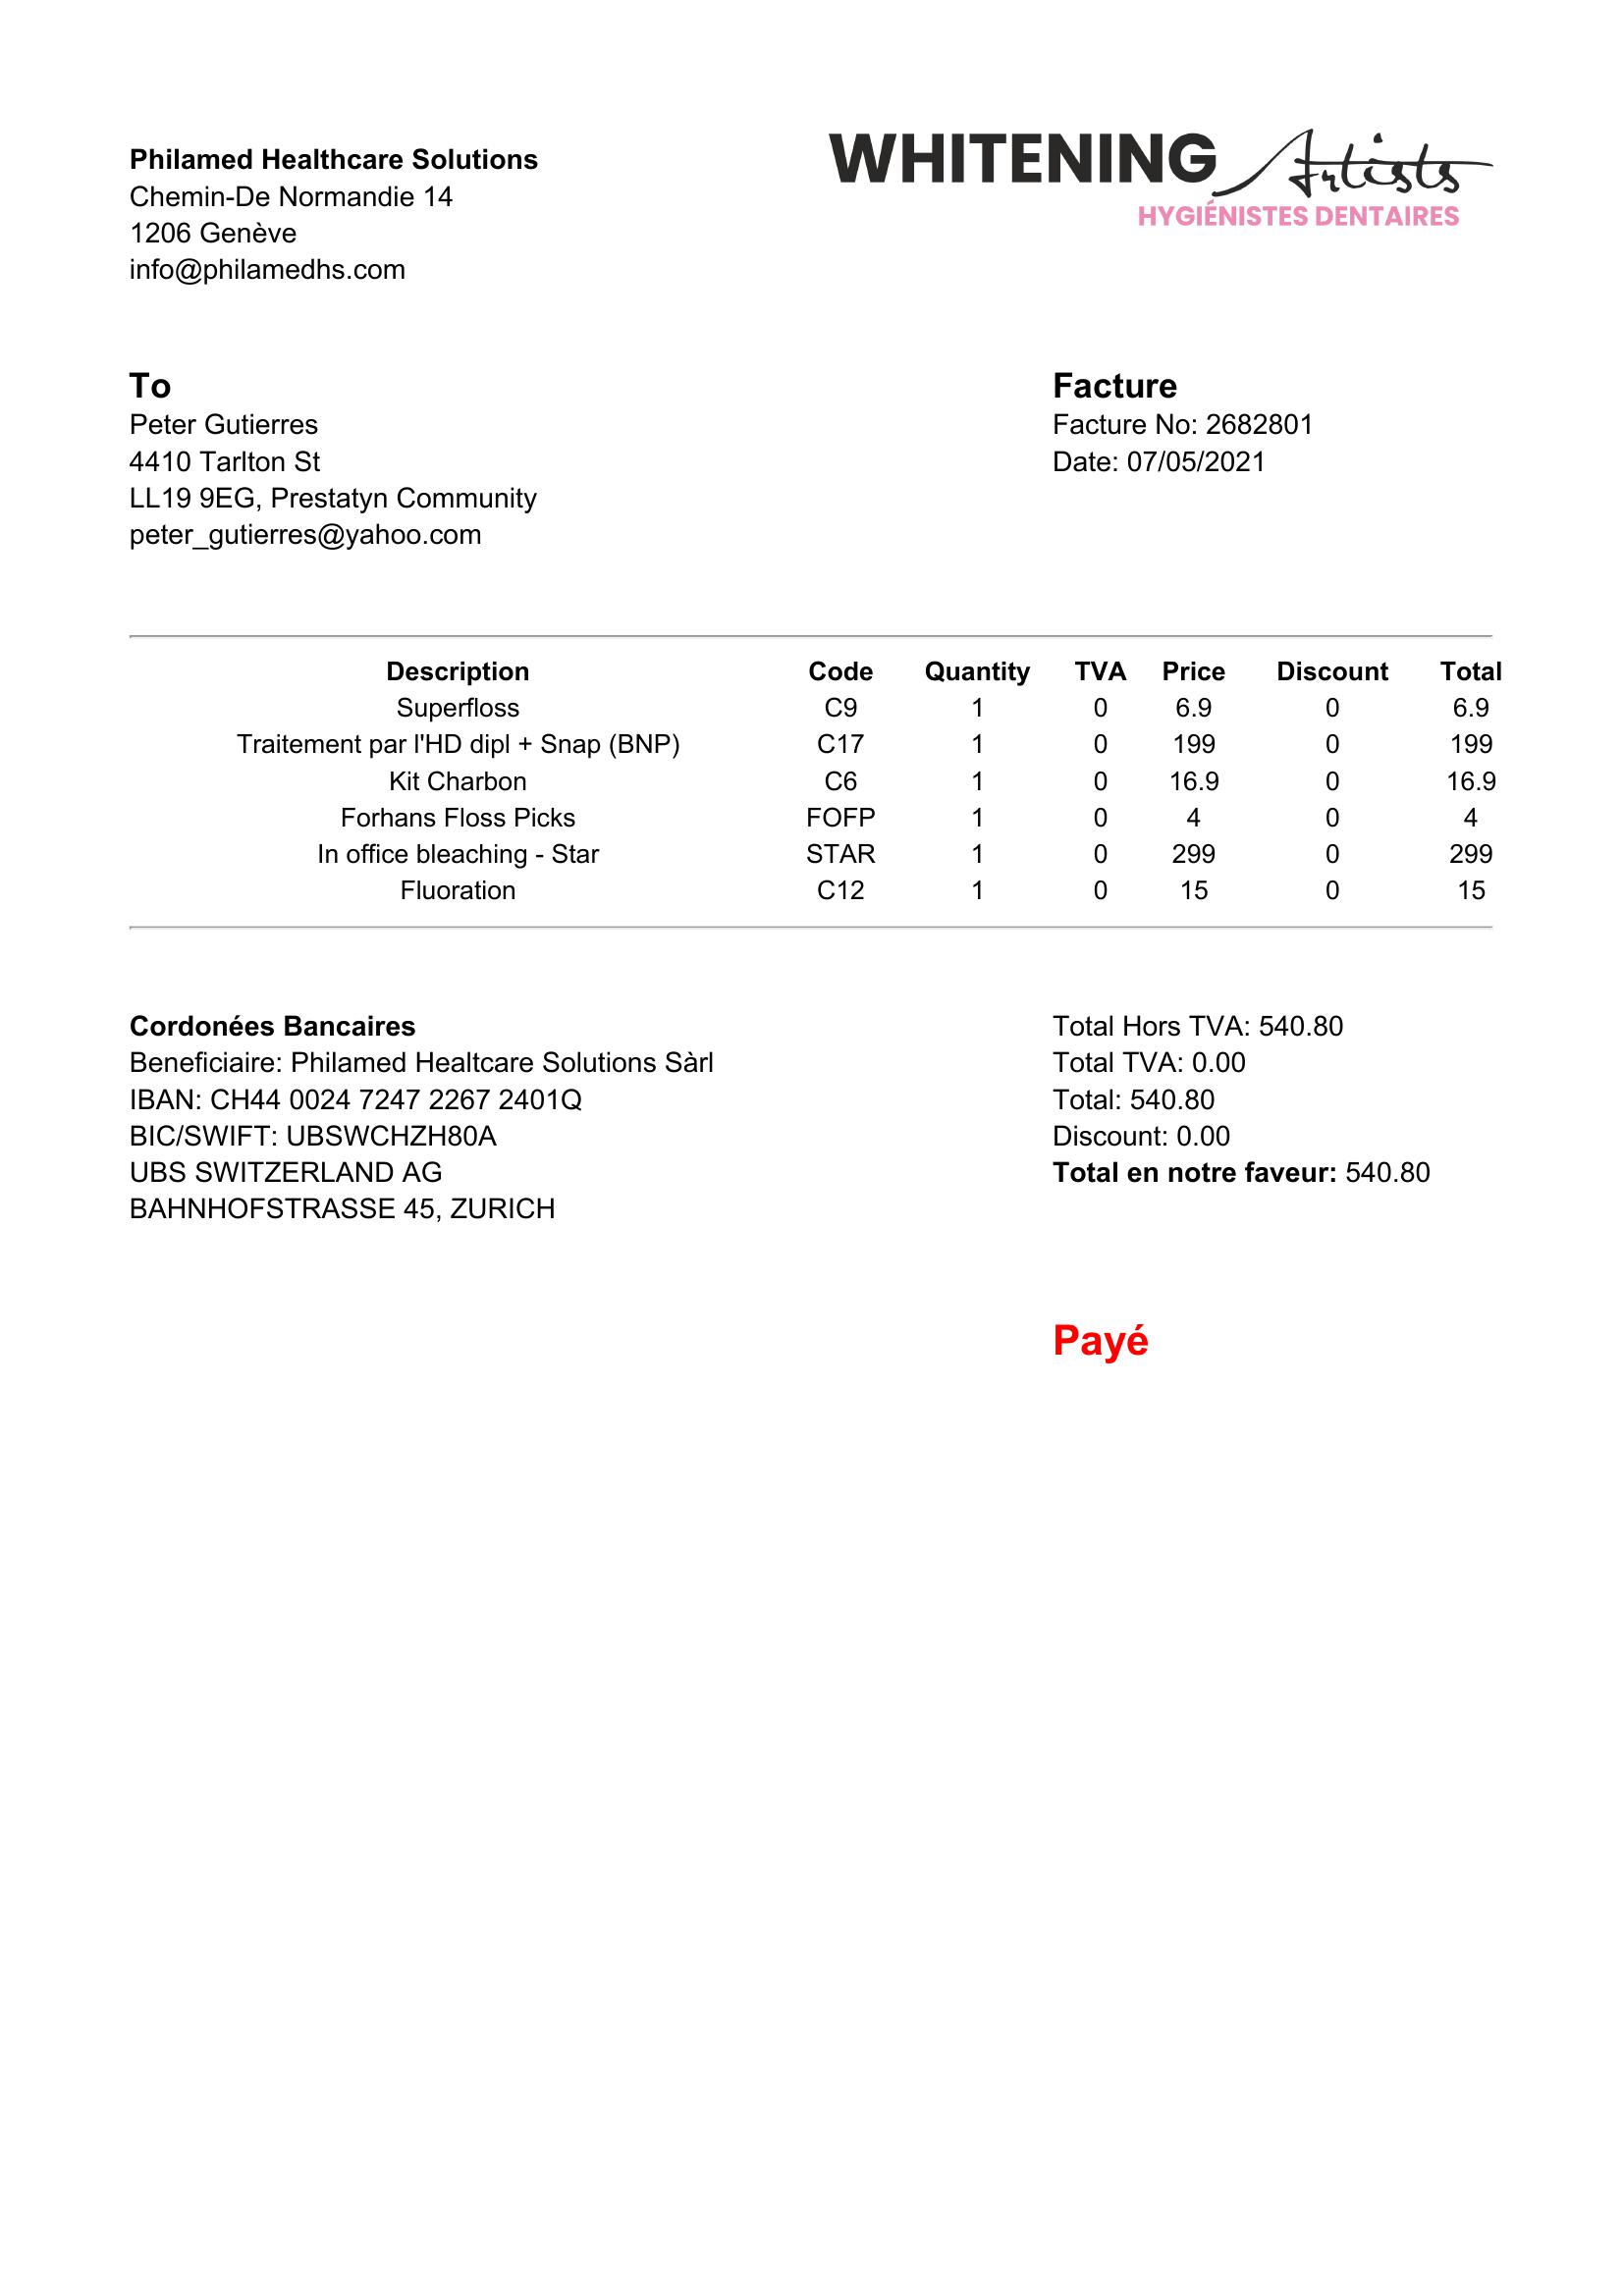 Philamed Healthcare Solutions
Chemin-De Normandie 14
1206 Genève
info@philamedhs.com
WHITENING Artists
HYGIÉNISTES DENTAIRES
To
Peter Gutierres
4410 Tarlton St
LL19 9EG, Prestatyn Community
peter_gutierres@yahoo.com
Facture
Facture No: 2682801
Date: 07/05/2021
Description Code Quantity TVA Price Discount Total
Superfloss C9 1 0 6.9 0 6.9
Traitement par l'HD dipl + Snap (BNP) C17 1 0 199 0 199
Kit Charbon C6 1 0 16.9 0 16.9
Forhans Floss Picks FOFP 1 0 4 0 4
In office bleaching - Star STAR 1 0 299 0 299
Fluoration C12 1 0 15 0 15
Cordonées Bancaires
Beneficiaire: Philamed Healtcare Solutions Sàrl
IBAN: CH44 0024 7247 2267 2401Q
BIC/SWIFT: UBSWCHZH80A
UBS SWITZERLAND AG
BAHNHOFSTRASSE 45, ZURICH
Total Hors TVA: 540.80
Total TVA: 0.00
Total: 540.80
Discount: 0.00
Total en notre faveur: 540.80
Payé